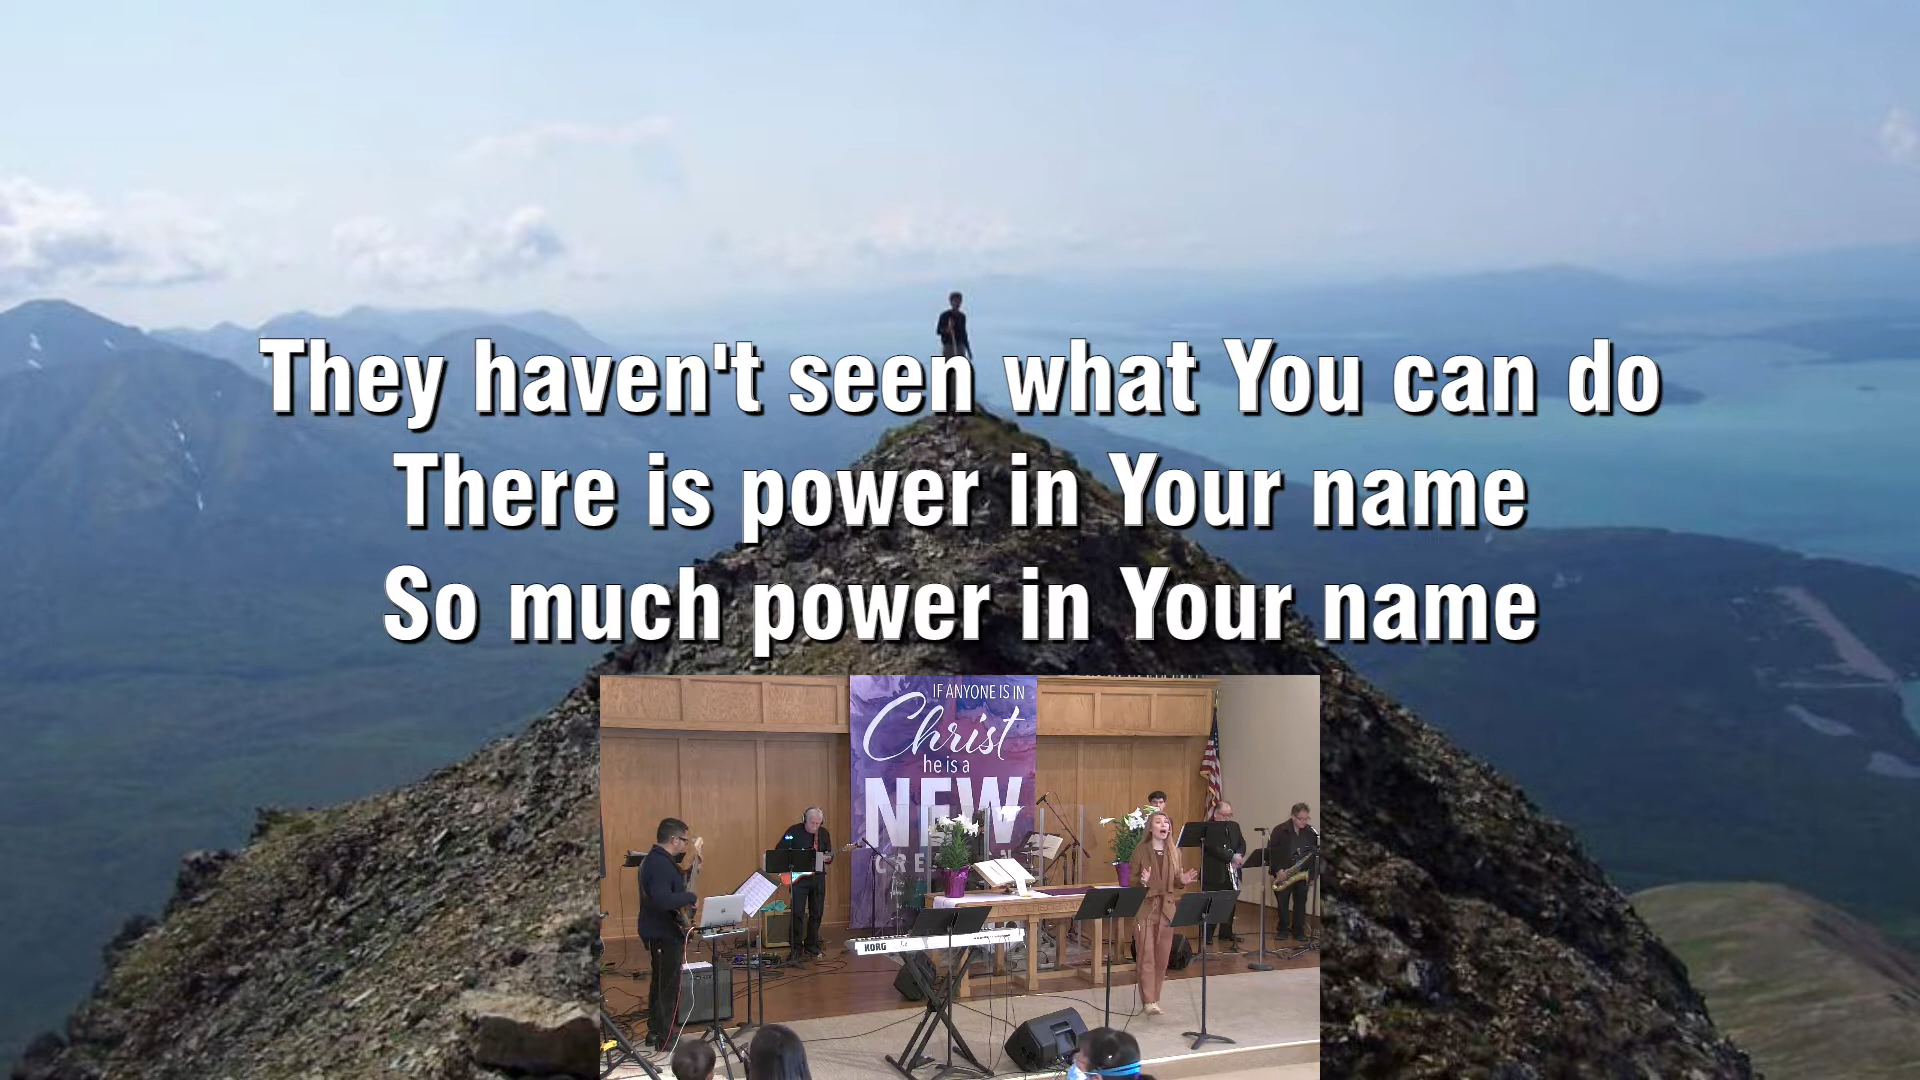 They haven't seen what You can do
There is power in Your name
So much power in Your name
IF ANYONE IS IN
Christ
he is a
NEW
KORG